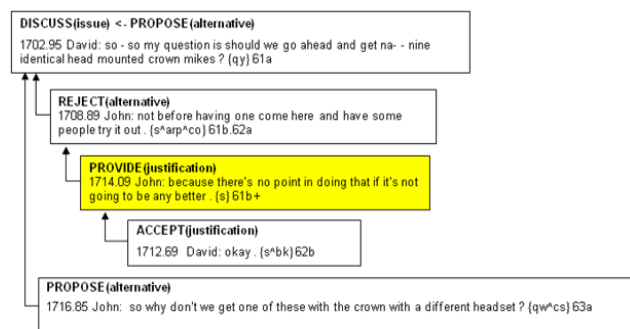 DISCUSS(issue) <- PROPOSE(alternative)
1702.95 David: so - so my question is should we go ahead and get na- - nine
identical head mounted crown mikes ? {qy}61a
REJECT(alternative)
1708.89 John: not before having one come here and have some
people try it out . {s^arp^co}61b.62a
PROVIDE(justification)
1714.09 John: because there's no point in doing that if it's not
going to be any better . {s}61b+
ACCEPT(justification)
1712.69 David: okay . {s^bk}62b
PROPOSE(alternative)
1716.85 John: so why don't we get one of these with the crown with a different headset ? {qw^cs}63a